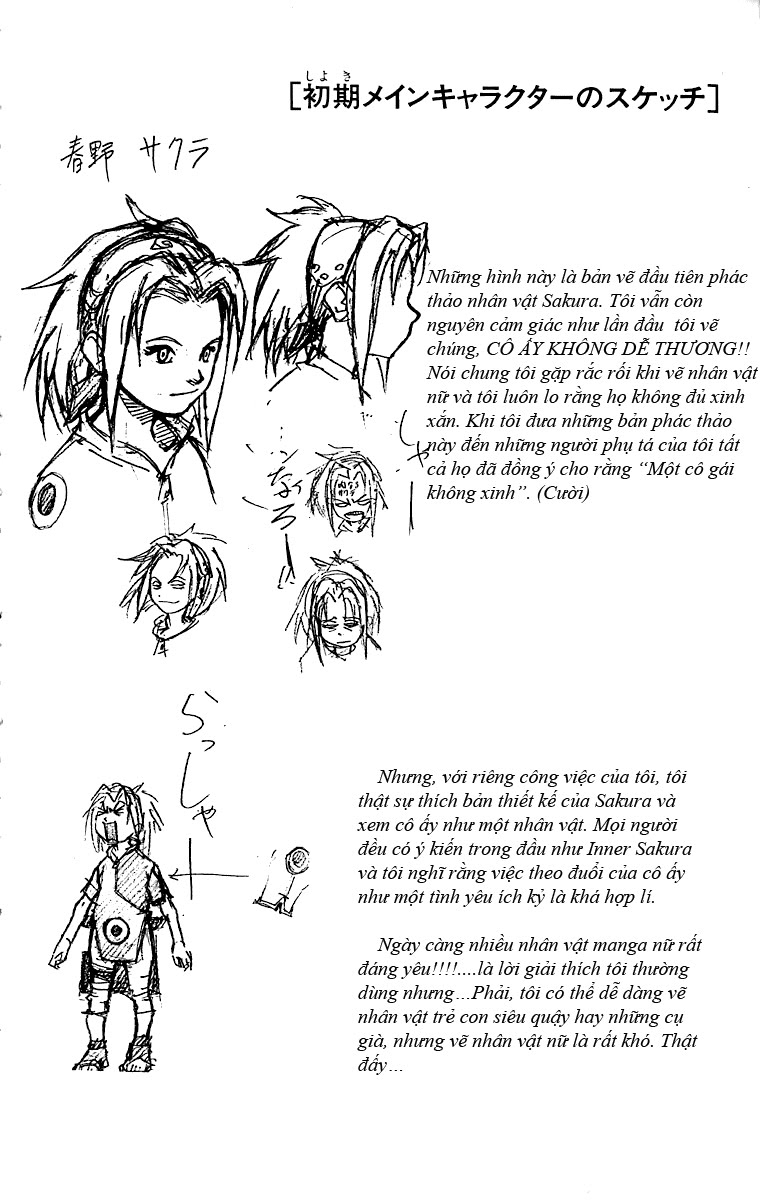 [初期メインキャラクターのスケッチ]
しょき
春野 サクラ
Những hình này là bản vẽ đầu tiên phác
thảo nhân vật Sakura. Tôi vẫn còn
nguyên cảm giác như lần đầu  tôi vẽ
chúng, CÔ ẤY KHÔNG DỄ THƯƠNG!!
Nói chung tôi gặp rắc rối khi vẽ nhân vật
nữ và tôi luôn lo rằng họ không đủ xinh
xắn. Khi tôi đưa những bản phác thảo
này đến những người phụ tá của tôi tất
cả họ đã đồng ý cho rằng “Một cô gái
không xinh”. (Cười)
しゃー
んなろー!!
らっしゃ
Nhưng, với riêng công việc của tôi, tôi
thật sự thích bản thiết kế của Sakura và
xem cô ấy như một nhân vật. Mọi người
đều có ý kiến trong đầu như Inner Sakura
và tôi nghĩ rằng việc theo đuổi của cô ấy
như một tình yêu ích kỷ là khá hợp lí.
Ngày càng nhiều nhân vật manga nữ rất
đáng yêu!!!!....là lời giải thích tôi thường
dùng nhưng…Phải, tôi có thể dễ dàng vẽ
nhân vật trẻ con siêu quậy hay những cụ
già, nhưng vẽ nhân vật nữ là rất khó. Thật
đấy…